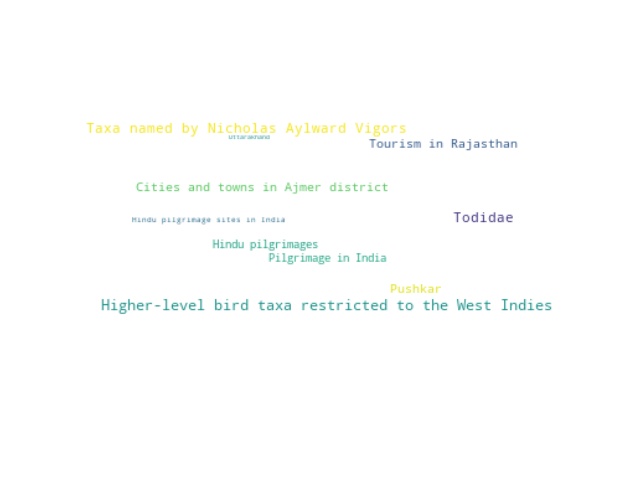 Taxa named by Nicholas Aylward Vigors
uttarakhand
Tourism in Rajasthan
Cities and towns in Ajmer district
Hindu pilgrimage sites in India
Todidae
Hindu pilgrimages
Pilgrimage in India
Pushkar
Higher-level bird taxa restricted to the West Indies